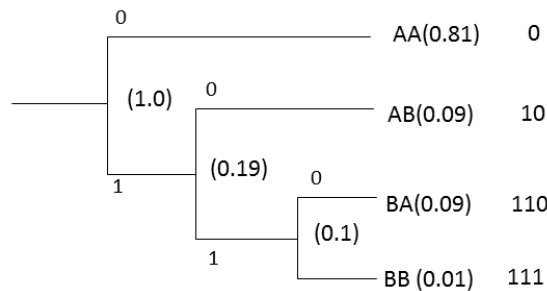 0
AA(0.81) 0
(1.0)
0
AB(0.09) 10
1
(0.19)
0
BA(0.09) 110
(0.1)
1
BB (0.01) 111